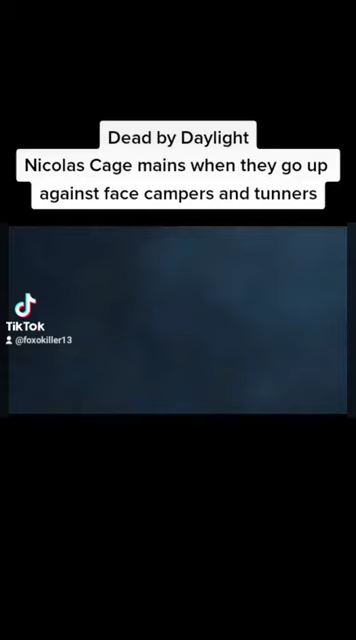 Dead by Daylight
Nicolas Cage mains when they go up
against face campers and tunners
TikTok
@foxokiller13